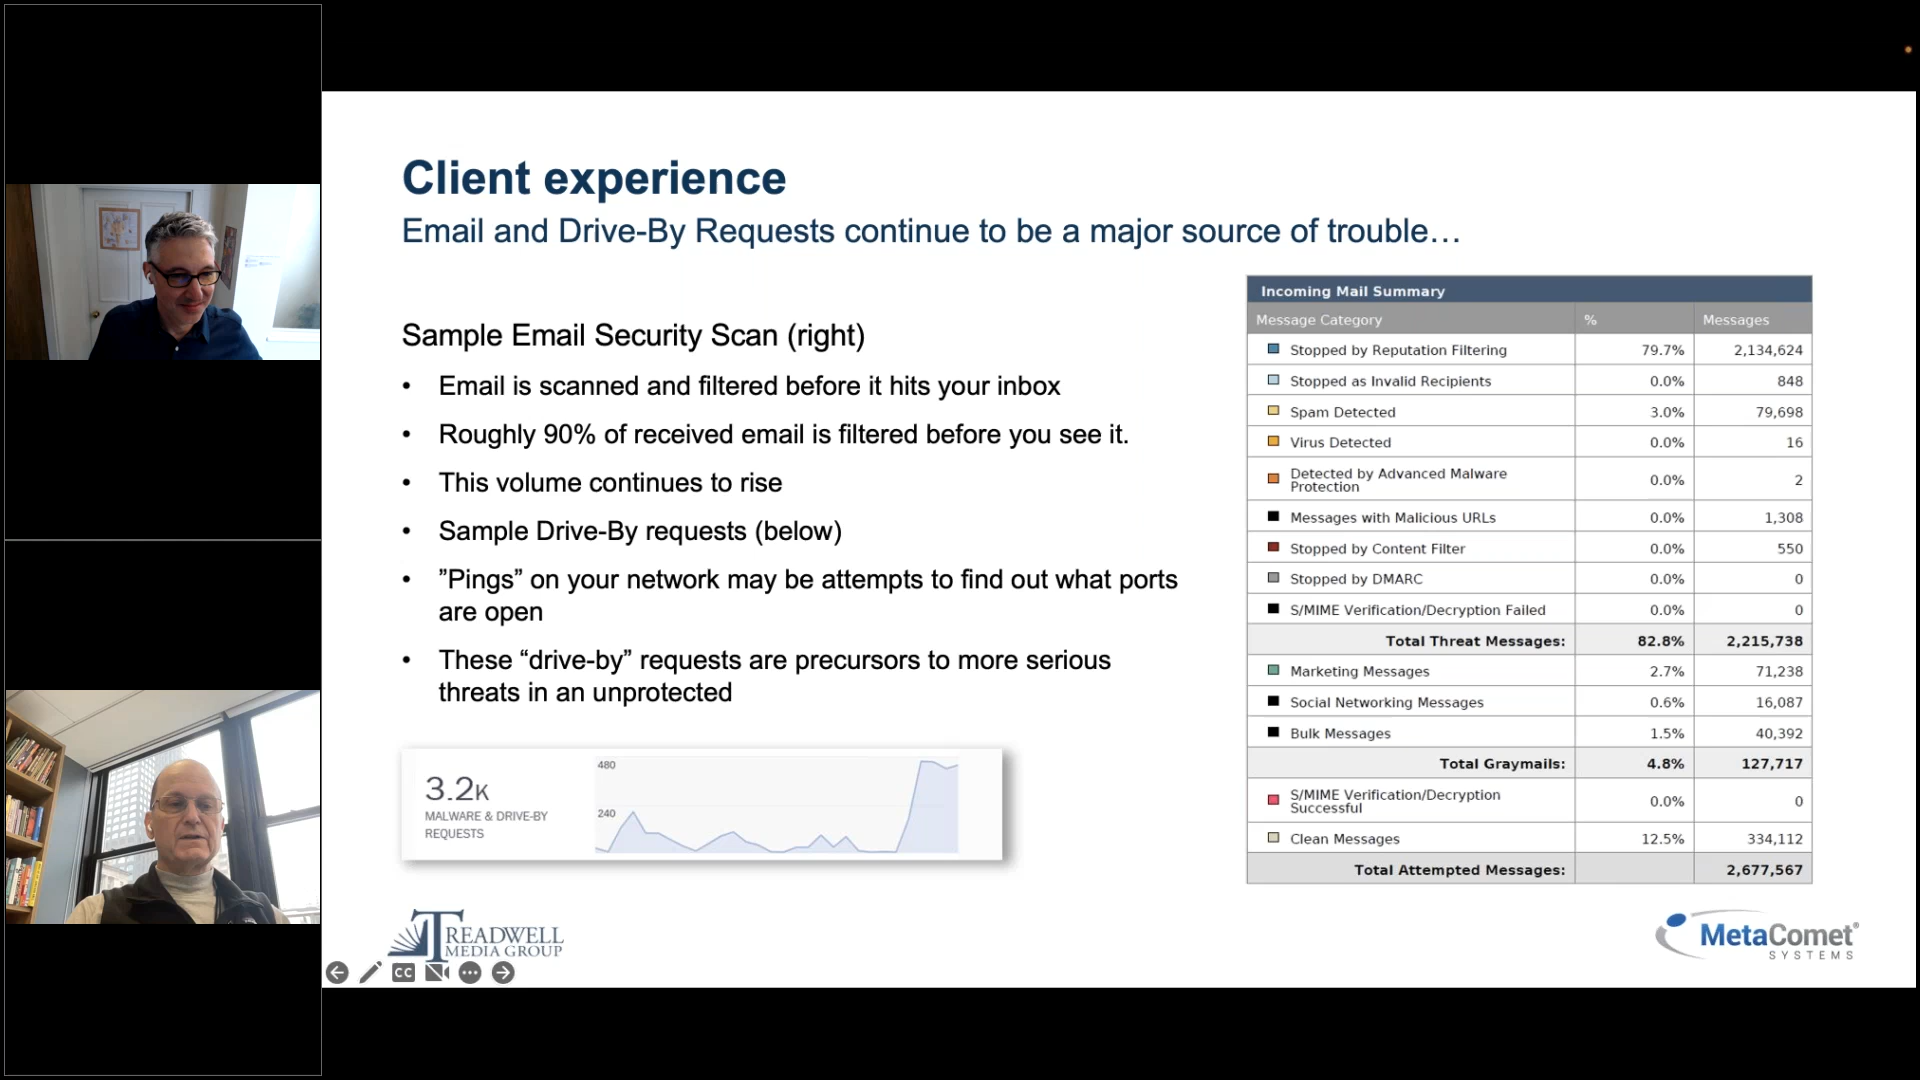 Client experience
Email and Drive-By Requests continue to be a major source of trouble…
Sample Email Security Scan (right)
• Email is scanned and filtered before it hits your inbox
• Roughly 90% of received email is filtered before you see it.
• This volume continues to rise
• Sample Drive-By requests (below)
• ”Pings” on your network may be attempts to find out what ports
are open
• These “drive-by” requests are precursors to more serious
threats in an unprotected
3.2K
MALWARE & DRIVE-BY
REQUESTS
480
240
Incoming Mail Summary
Message Category % Messages
Stopped by Reputation Filtering 79.7% 2,134,624
Stopped as Invalid Recipients 0.0% 848
Spam Detected 3.0% 79,698
Virus Detected 0.0% 16
Detected by Advanced Malware
Protection 0.0% 2
Messages with Malicious URLs 0.0% 1,308
Stopped by Content Filter 0.0% 550
Stopped by DMARC 0.0% 0
S/MIME Verification/Decryption Failed 0.0% 0
Total Threat Messages: 82.8% 2,215,738
Marketing Messages 2.7% 71,238
Social Networking Messages 0.6% 16,087
Bulk Messages 1.5% 40,392
Total Graymails: 4.8% 127,717
S/MIME Verification/Decryption
Successful 0.0% 0
Clean Messages 12.5% 334,112
Total Attempted Messages: 2,677,567
TREADWELL
MEDIA GROUP
CC
MetaComet®
SYSTEMS